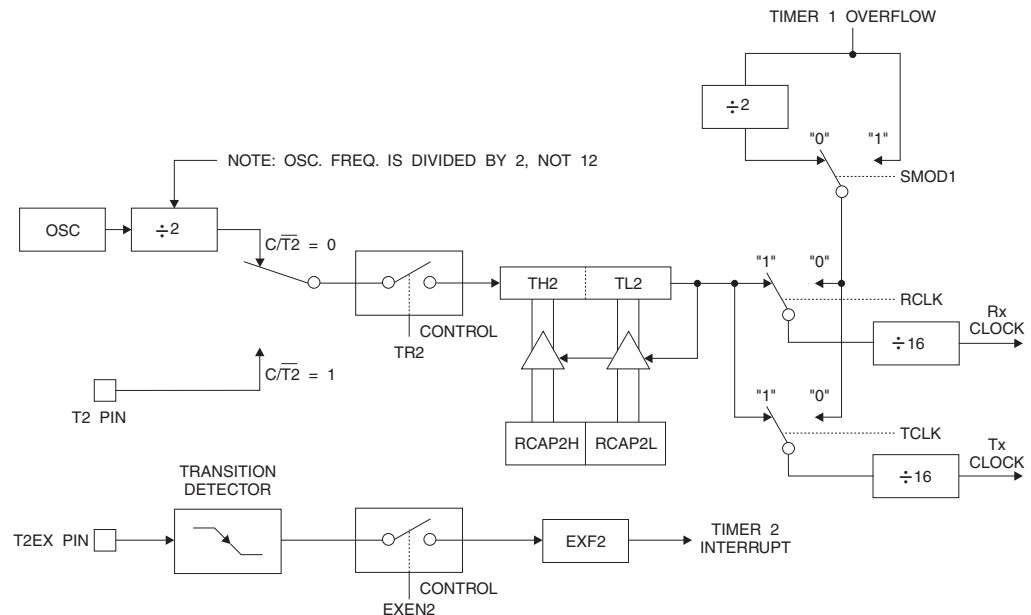 TIMER 1 OVERFLOW
÷2
"0"
"1"
SMOD1
NOTE: OSC. FREQ. IS DIVIDED BY 2, NOT 12
OSC
÷2
C/T̅2̅ = 0
TH2
TL2
"1"
"0"
RCLK
CONTROL
TR2
Rx
CLOCK
÷16
C/T̅2̅ = 1
T2 PIN
RCAP2H
RCAP2L
"1"
"0"
TCLK
Tx
CLOCK
÷16
TRANSITION
DETECTOR
T2EX PIN
CONTROL
EXEN2
EXF2
TIMER 2
INTERRUPT